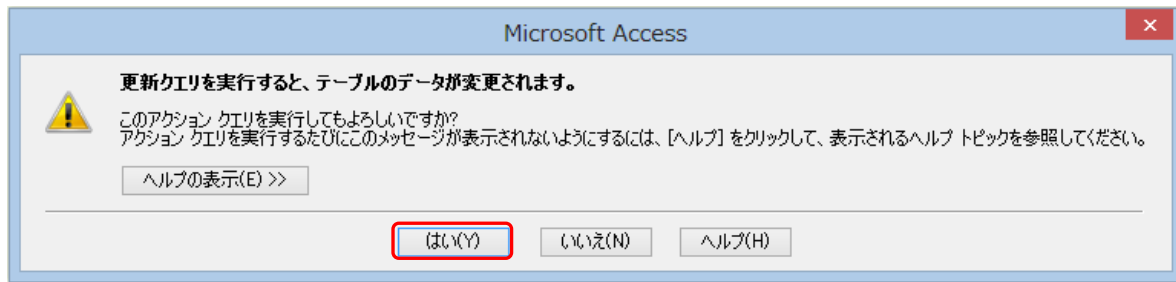 Microsoft Access
×
更新クエリを実行すると、テーブルのデータが変更されます。
このアクション クエリを実行してもよろしいですか?
アクション クエリを実行するたびにこのメッセージが表示されないようにするには、[ヘルプ] をクリックして、表示されるヘルプ トピックを参照してください。
ヘルプの表示(E) >>
はい(Y) いいえ(N) ヘルプ(H)